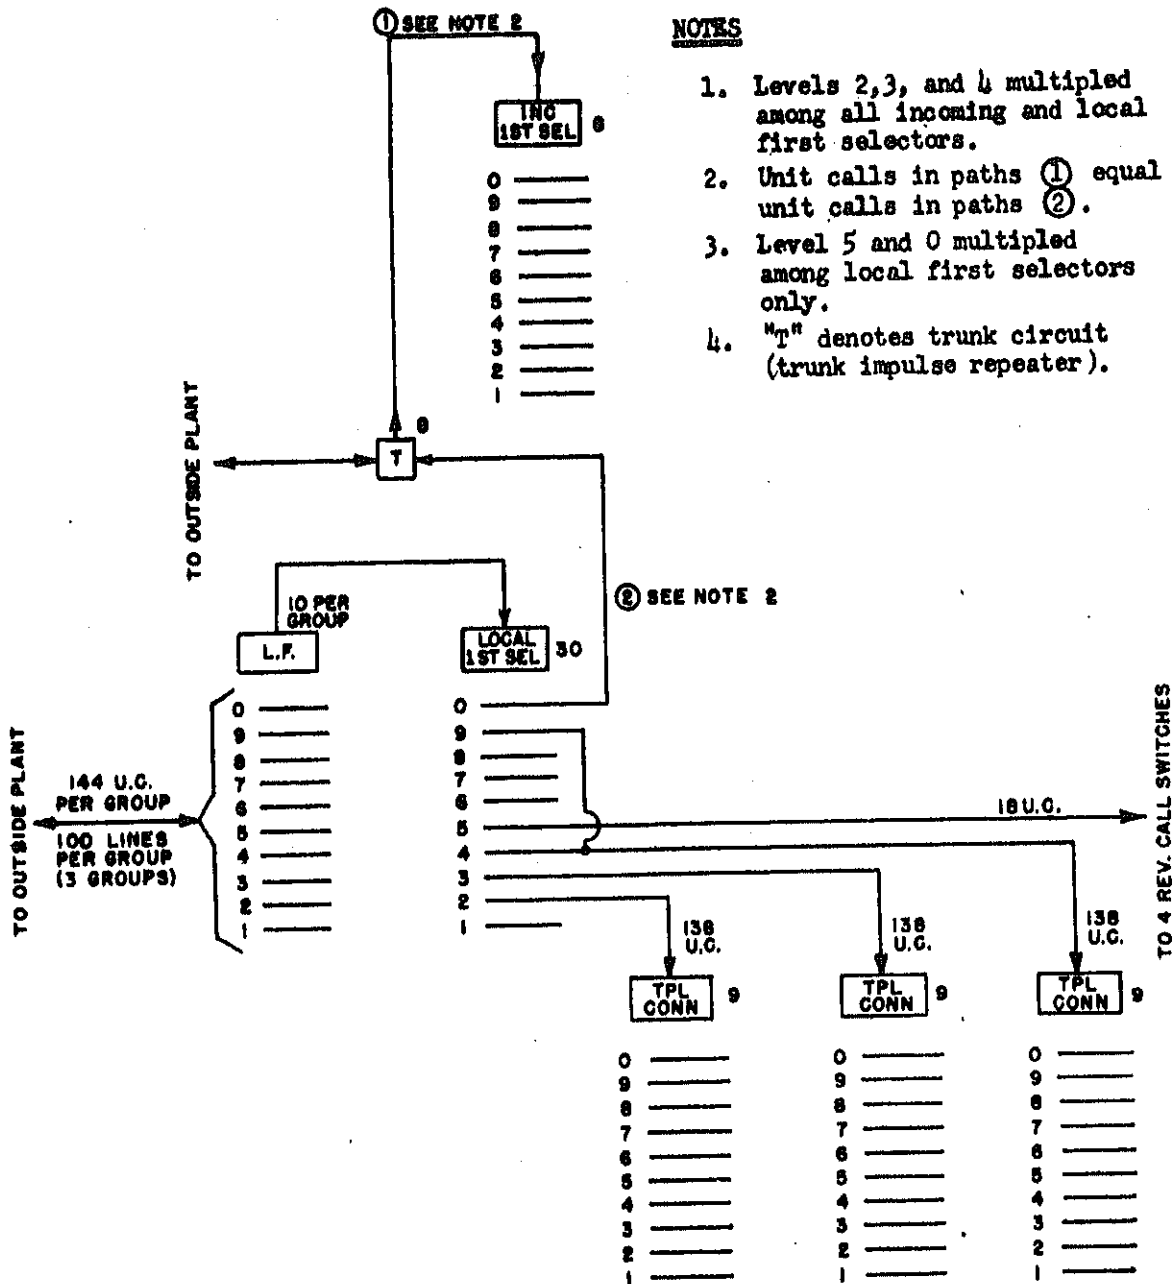 ① SEE NOTE 2
INC
1ST SEL
8
0
9
8
7
6
5
4
3
2
1
NOTES
1. Levels 2,3, and 4 multipled
among all incoming and local
first selectors.
2. Unit calls in paths ① equal
unit calls in paths ②.
3. Level 5 and 0 multipled
among local first selectors
only.
4. "T" denotes trunk circuit
(trunk impulse repeater).
TO OUTSIDE PLANT
T
8
② SEE NOTE 2
10 PER
GROUP
L.F.
LOCAL
1ST SEL
30
TO OUTSIDE PLANT
144 U.C.
PER GROUP
100 LINES
PER GROUP
(3 GROUPS)
0
9
8
7
6
5
4
3
2
1
0
9
8
7
6
5
4
3
2
1
18 U.C.
TO 4 REV. CALL SWITCHES
138
U.C.
138
U.C.
138
U.C.
TPL
CONN
9
TPL
CONN
9
TPL
CONN
9
0
9
8
7
6
5
4
3
2
1
0
9
8
7
6
5
4
3
2
1
0
9
8
7
6
5
4
3
2
1